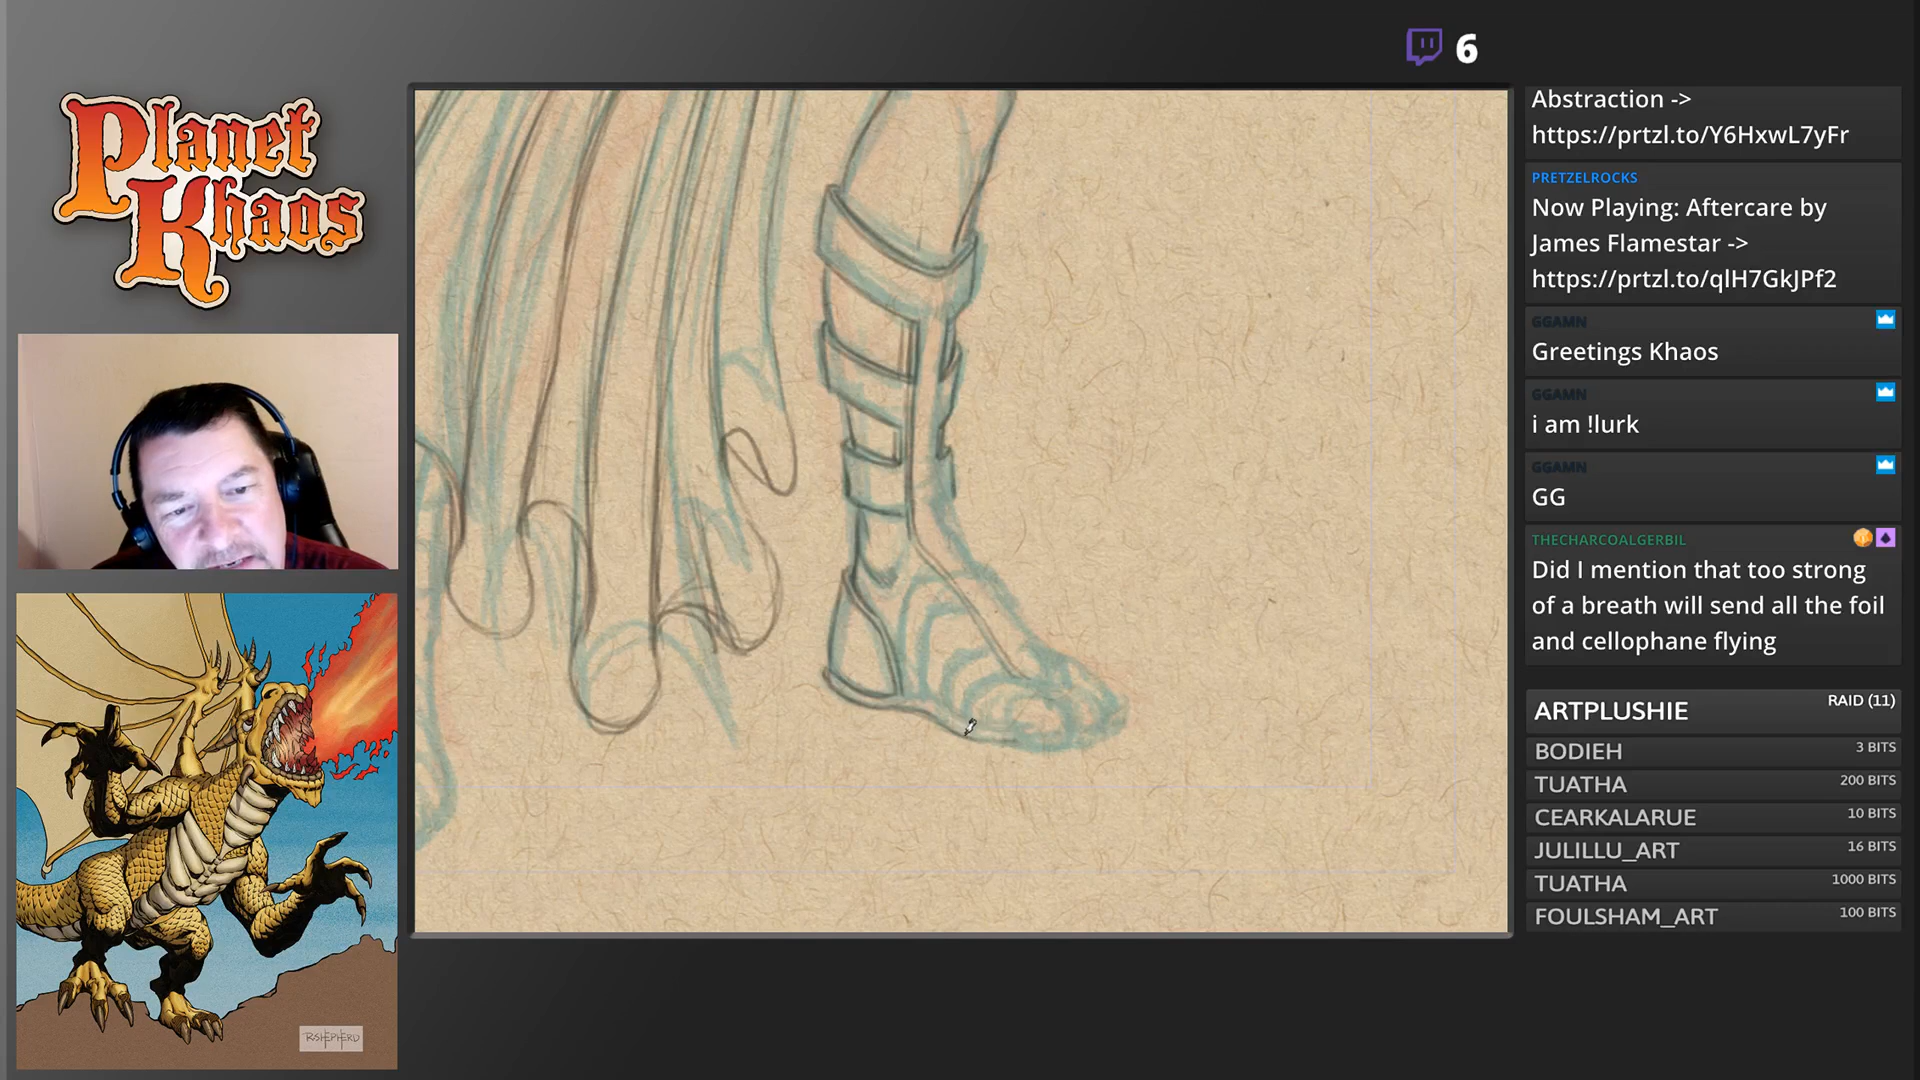 6
Planet
Khaos
Abstraction ->
https://prtzl.to/Y6HxwL7yFr
PRETZELROCKS
Now Playing: Aftercare by
James Flamestar ->
https://prtzl.to/qlH7GkJPf2
GGAMN
Greetings Khaos
GGAMN
i am !lurk
GGAMN
GG
THECHARCOALGERBIL
Did I mention that too strong
of a breath will send all the foil
and cellophane flying
ARTPLUSHIE RAID (11)
BODIEH 3 BITS
TUATHA 200 BITS
CEARKALARUE 10 BITS
JULILLU_ART 16 BITS
TUATHA 1000 BITS
FOULSHAM_ART 100 BITS
R.SHEPHERD